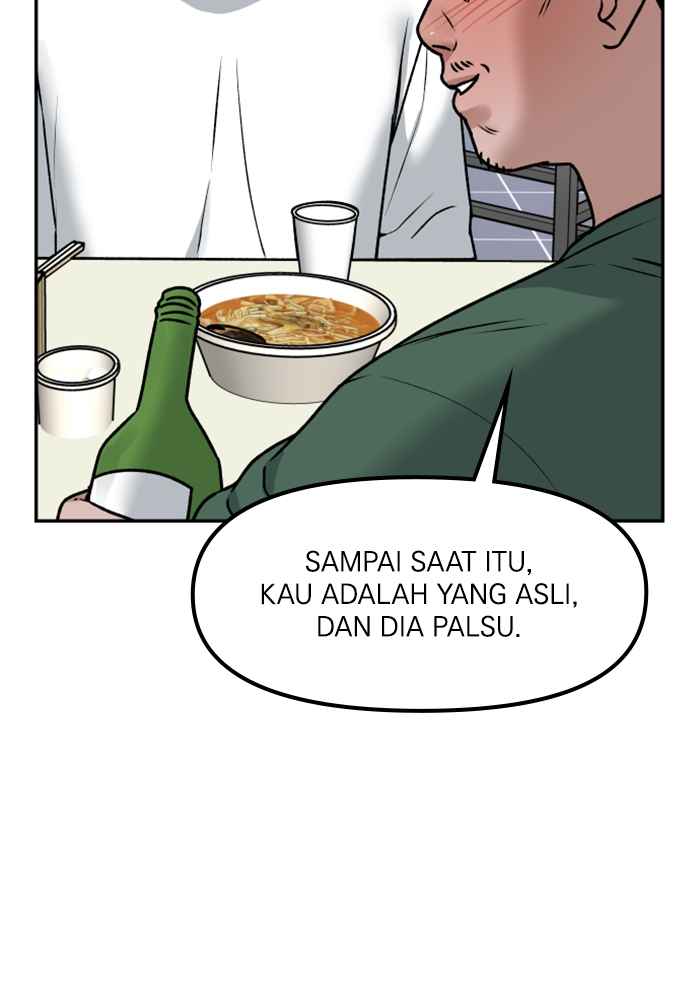 SAMPAI SAAT ITU,
KAU ADALAH YANG ASLI,
DAN DIA PALSU.